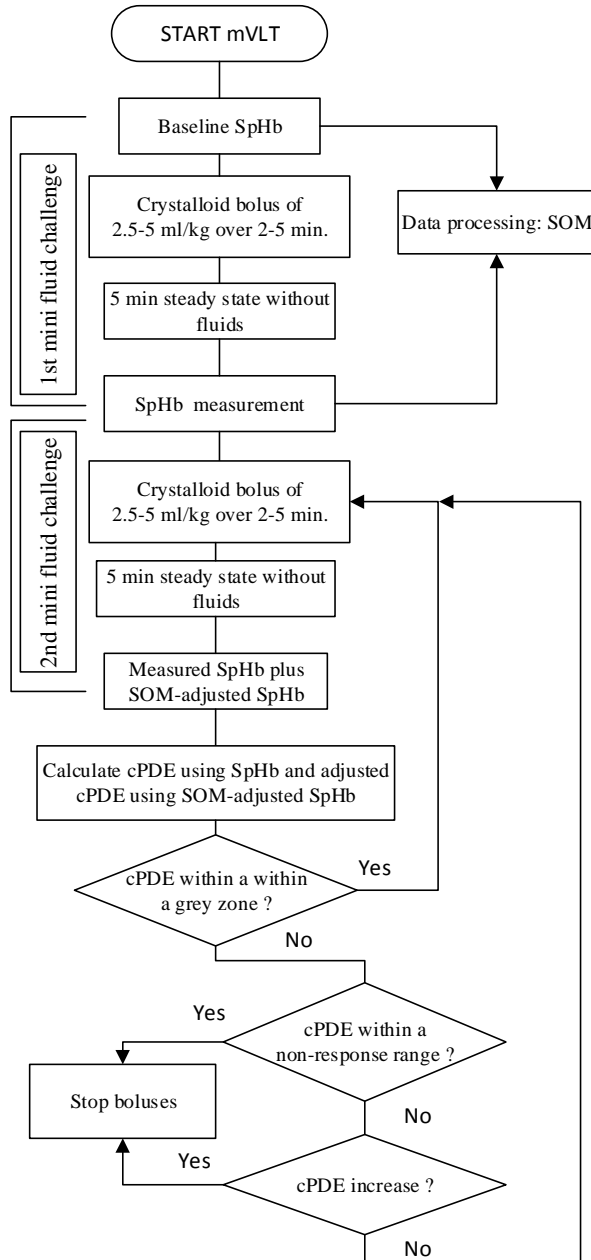 START mVLT
Baseline SpHb
1st mini fluid challenge
Crystalloid bolus of
2.5-5 ml/kg over 2-5 min.
Data processing: SOM
5 min steady state without
fluids
SpHb measurement
2nd mini fluid challenge
Crystalloid bolus of
2.5-5 ml/kg over 2-5 min.
5 min steady state without
fluids
Measured SpHb plus
SOM-adjusted SpHb
Calculate cPDE using SpHb and adjusted
cPDE using SOM-adjusted SpHb
cPDE within a within
a grey zone ?
Yes
No
cPDE within a
non-response range ?
Yes
Stop boluses
No
cPDE increase ?
Yes
No